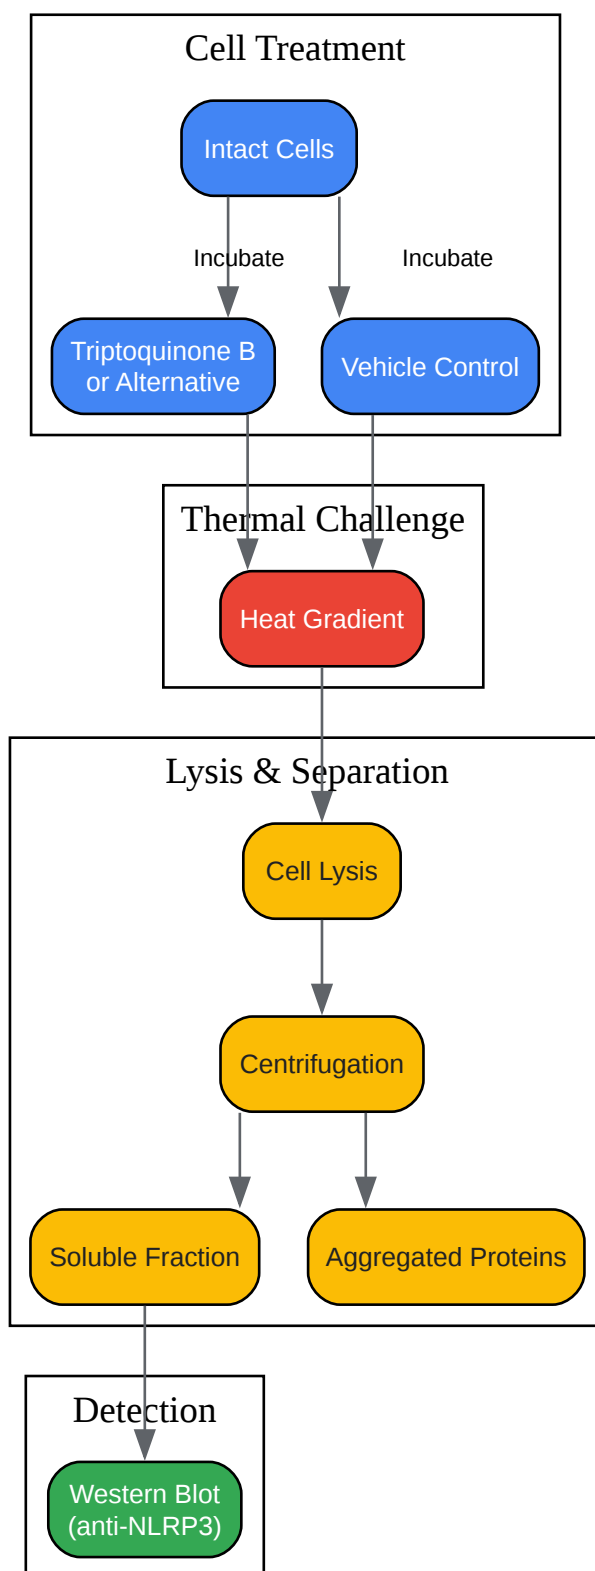 Cell Treatment
Intact Cells
Incubate
Incubate
Triptoquinone B
or Alternative
Vehicle Control
Thermal Challenge
Heat Gradient
Lysis & Separation
Cell Lysis
Centrifugation
Soluble Fraction
Aggregated Proteins
Detection
Western Blot
(anti-NLRP3)